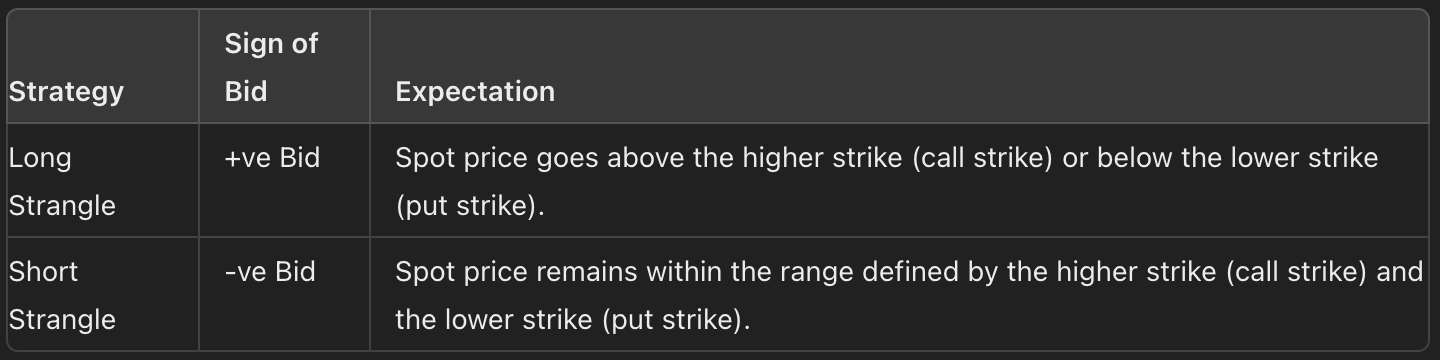 Strategy
Sign of
Bid
Expectation
Long
Strangle
+ve Bid
Spot price goes above the higher strike (call strike) or below the lower strike
(put strike).
Short
Strangle
-ve Bid
Spot price remains within the range defined by the higher strike (call strike) and
the lower strike (put strike).